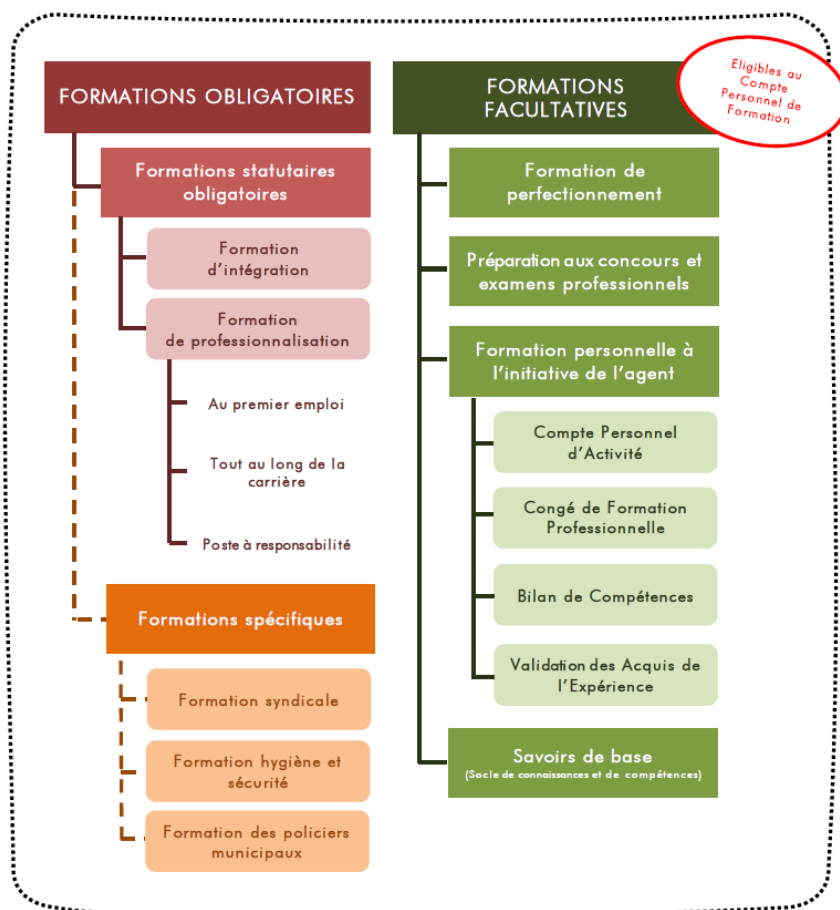 FORMATIONS OBLIGATOIRES
Formations statutaires
obligatoires
Formation
d'intégration
Formation
de professionnalisation
Au premier emploi
Tout au long de la
carrière
Poste à responsabilité
Formations spécifiques
Formation syndicale
Formation hygiène et
sécurité
Formation des policiers
municipaux
FORMATIONS
FACULTATIVES
Eligibles au
Compte
Personnel de
Formation
Formation de
perfectionnement
Préparation aux concours et
examens professionnels
Formation personnelle à
l'initiative de l'agent
Compte Personnel
d'Activité
Congé de Formation
Professionnelle
Bilan de Compétences
Validation des Acquis de
l'Expérience
Savoirs de base
(Socle de connaissances et de compétences)